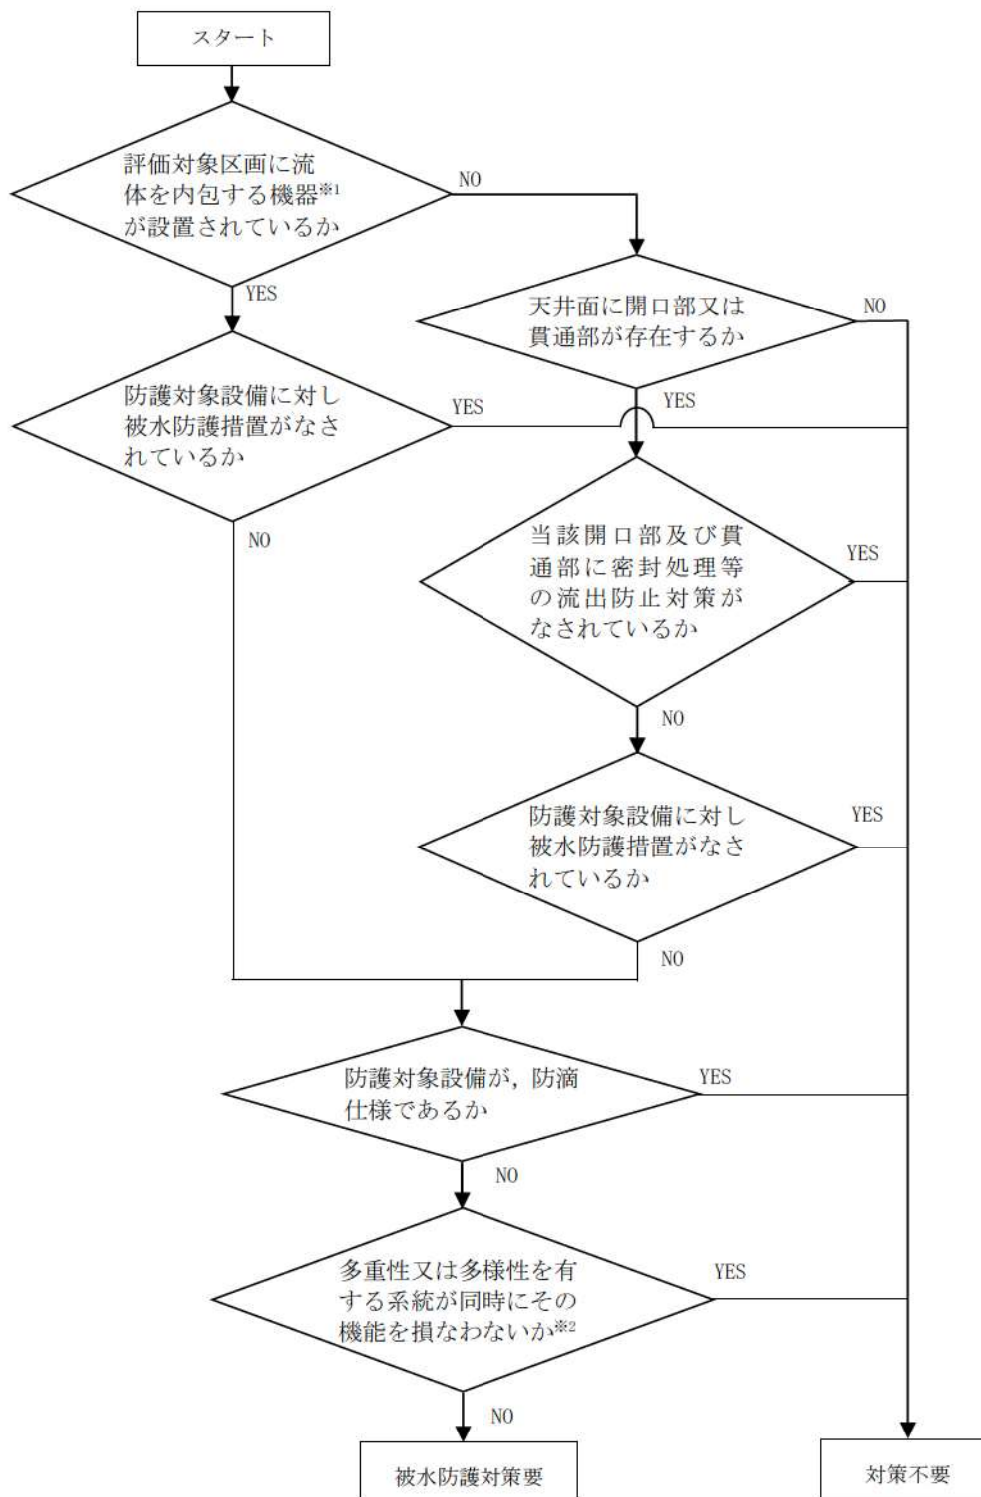 スタート
評価対象区画に流
体を内包する機器※1
が設置されているか
NO
YES
天井面に開口部又は
貫通部が存在するか
NO
YES
防護対象設備に対し
被水防護措置がなさ
れているか
YES
NO
当該開口部及び貫
通部に密封処理等
の流出防止対策が
なされているか
YES
NO
防護対象設備に対し
被水防護措置がなさ
れているか
YES
NO
防護対象設備が，防滴
仕様であるか
YES
NO
多重性又は多様性を有
する系統が同時にその
機能を損なわないか※2
YES
NO
被水防護対策要
対策不要